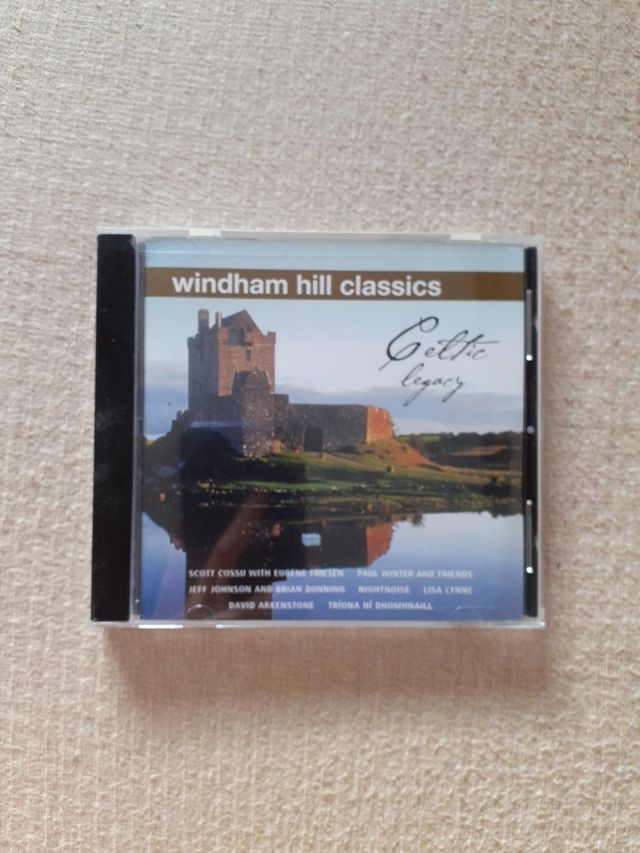 windham hill classics
Celtic
legacy
SCOTT COSSU WITH EUGENE FRIESEN PAUL WINTER AND FRIENDS
JEFF JOHNSON AND BRIAN DUNNING NIGHTNOISE LISA LYNNE
DAVID ARKENSTONE TRÍONA NÍ DHOMHNAILL